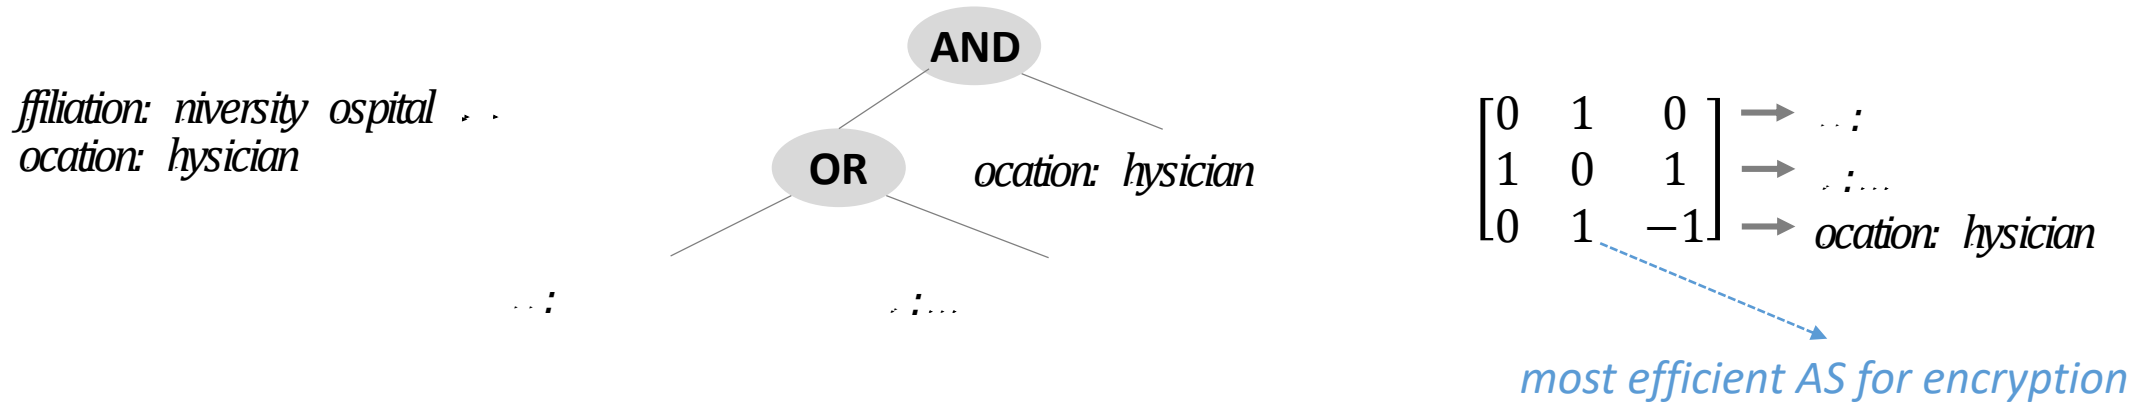 AND
ffiliation: niversity ospital
ocation: hysician
OR
ocation: hysician
0 1 0
1 0 1
0 1 −1
ocation: hysician
most efficient AS for encryption